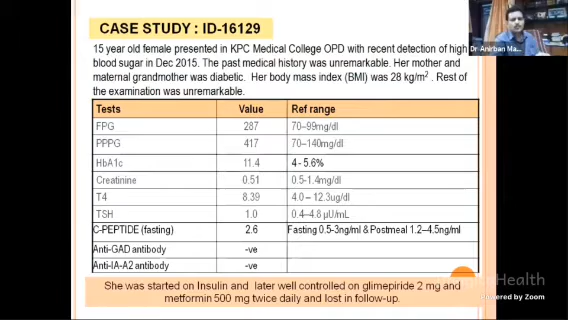 CASE STUDY : ID-16129
15 year old female presented in KPC Medical College OPD with recent detection of high
blood sugar in Dec 2015. The past medical history was unremarkable. Her mother and
maternal grandmother was diabetic. Her body mass index (BMI) was 28 kg/m². Rest of
the examination was unremarkable.
Dr Anirban Ma...
Tests Value Ref range
FPG 287 70–99mg/dl
PPPG 417 70–140mg/dl
HbA1c 11.4 4 - 5.6%
Creatinine 0.51 0.5-1.4mg/dl
T4 8.39 4.0 – 12.3ug/dl
TSH 1.0 0.4–4.8 µU/mL
C-PEPTIDE (fasting) 2.6 Fasting 0.5-3ng/ml & Postmeal 1.2–4.5ng/ml
Anti-GAD antibody -ve
Anti-IA-A2 antibody -ve
Health
Powered by Zoom
She was started on Insulin and later well controlled on glimepiride 2 mg and
metformin 500 mg twice daily and lost in follow-up.